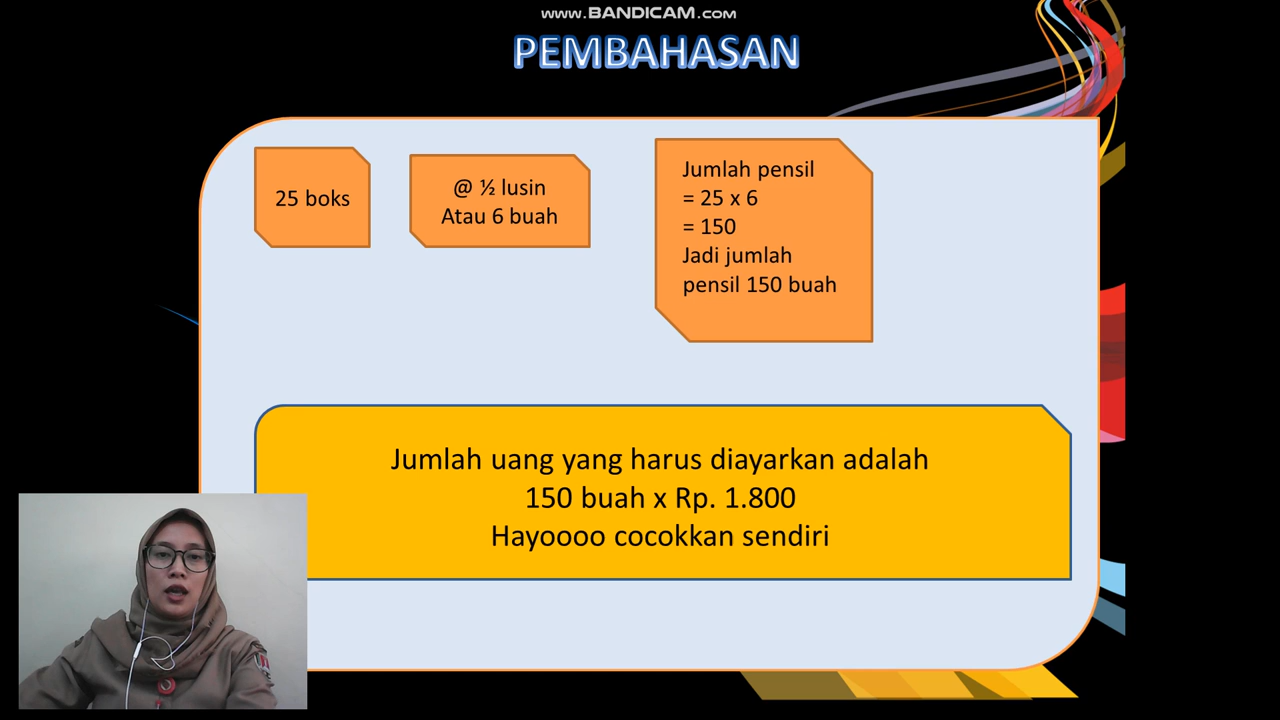 www.BANDICAM.com
PEMBAHASAN
25 boks
@ ½ lusin
Atau 6 buah
Jumlah pensil
= 25 x 6
= 150
Jadi jumlah
pensil 150 buah
Jumlah uang yang harus diayarkan adalah
150 buah x Rp. 1.800
Hayoooo cocokkan sendiri